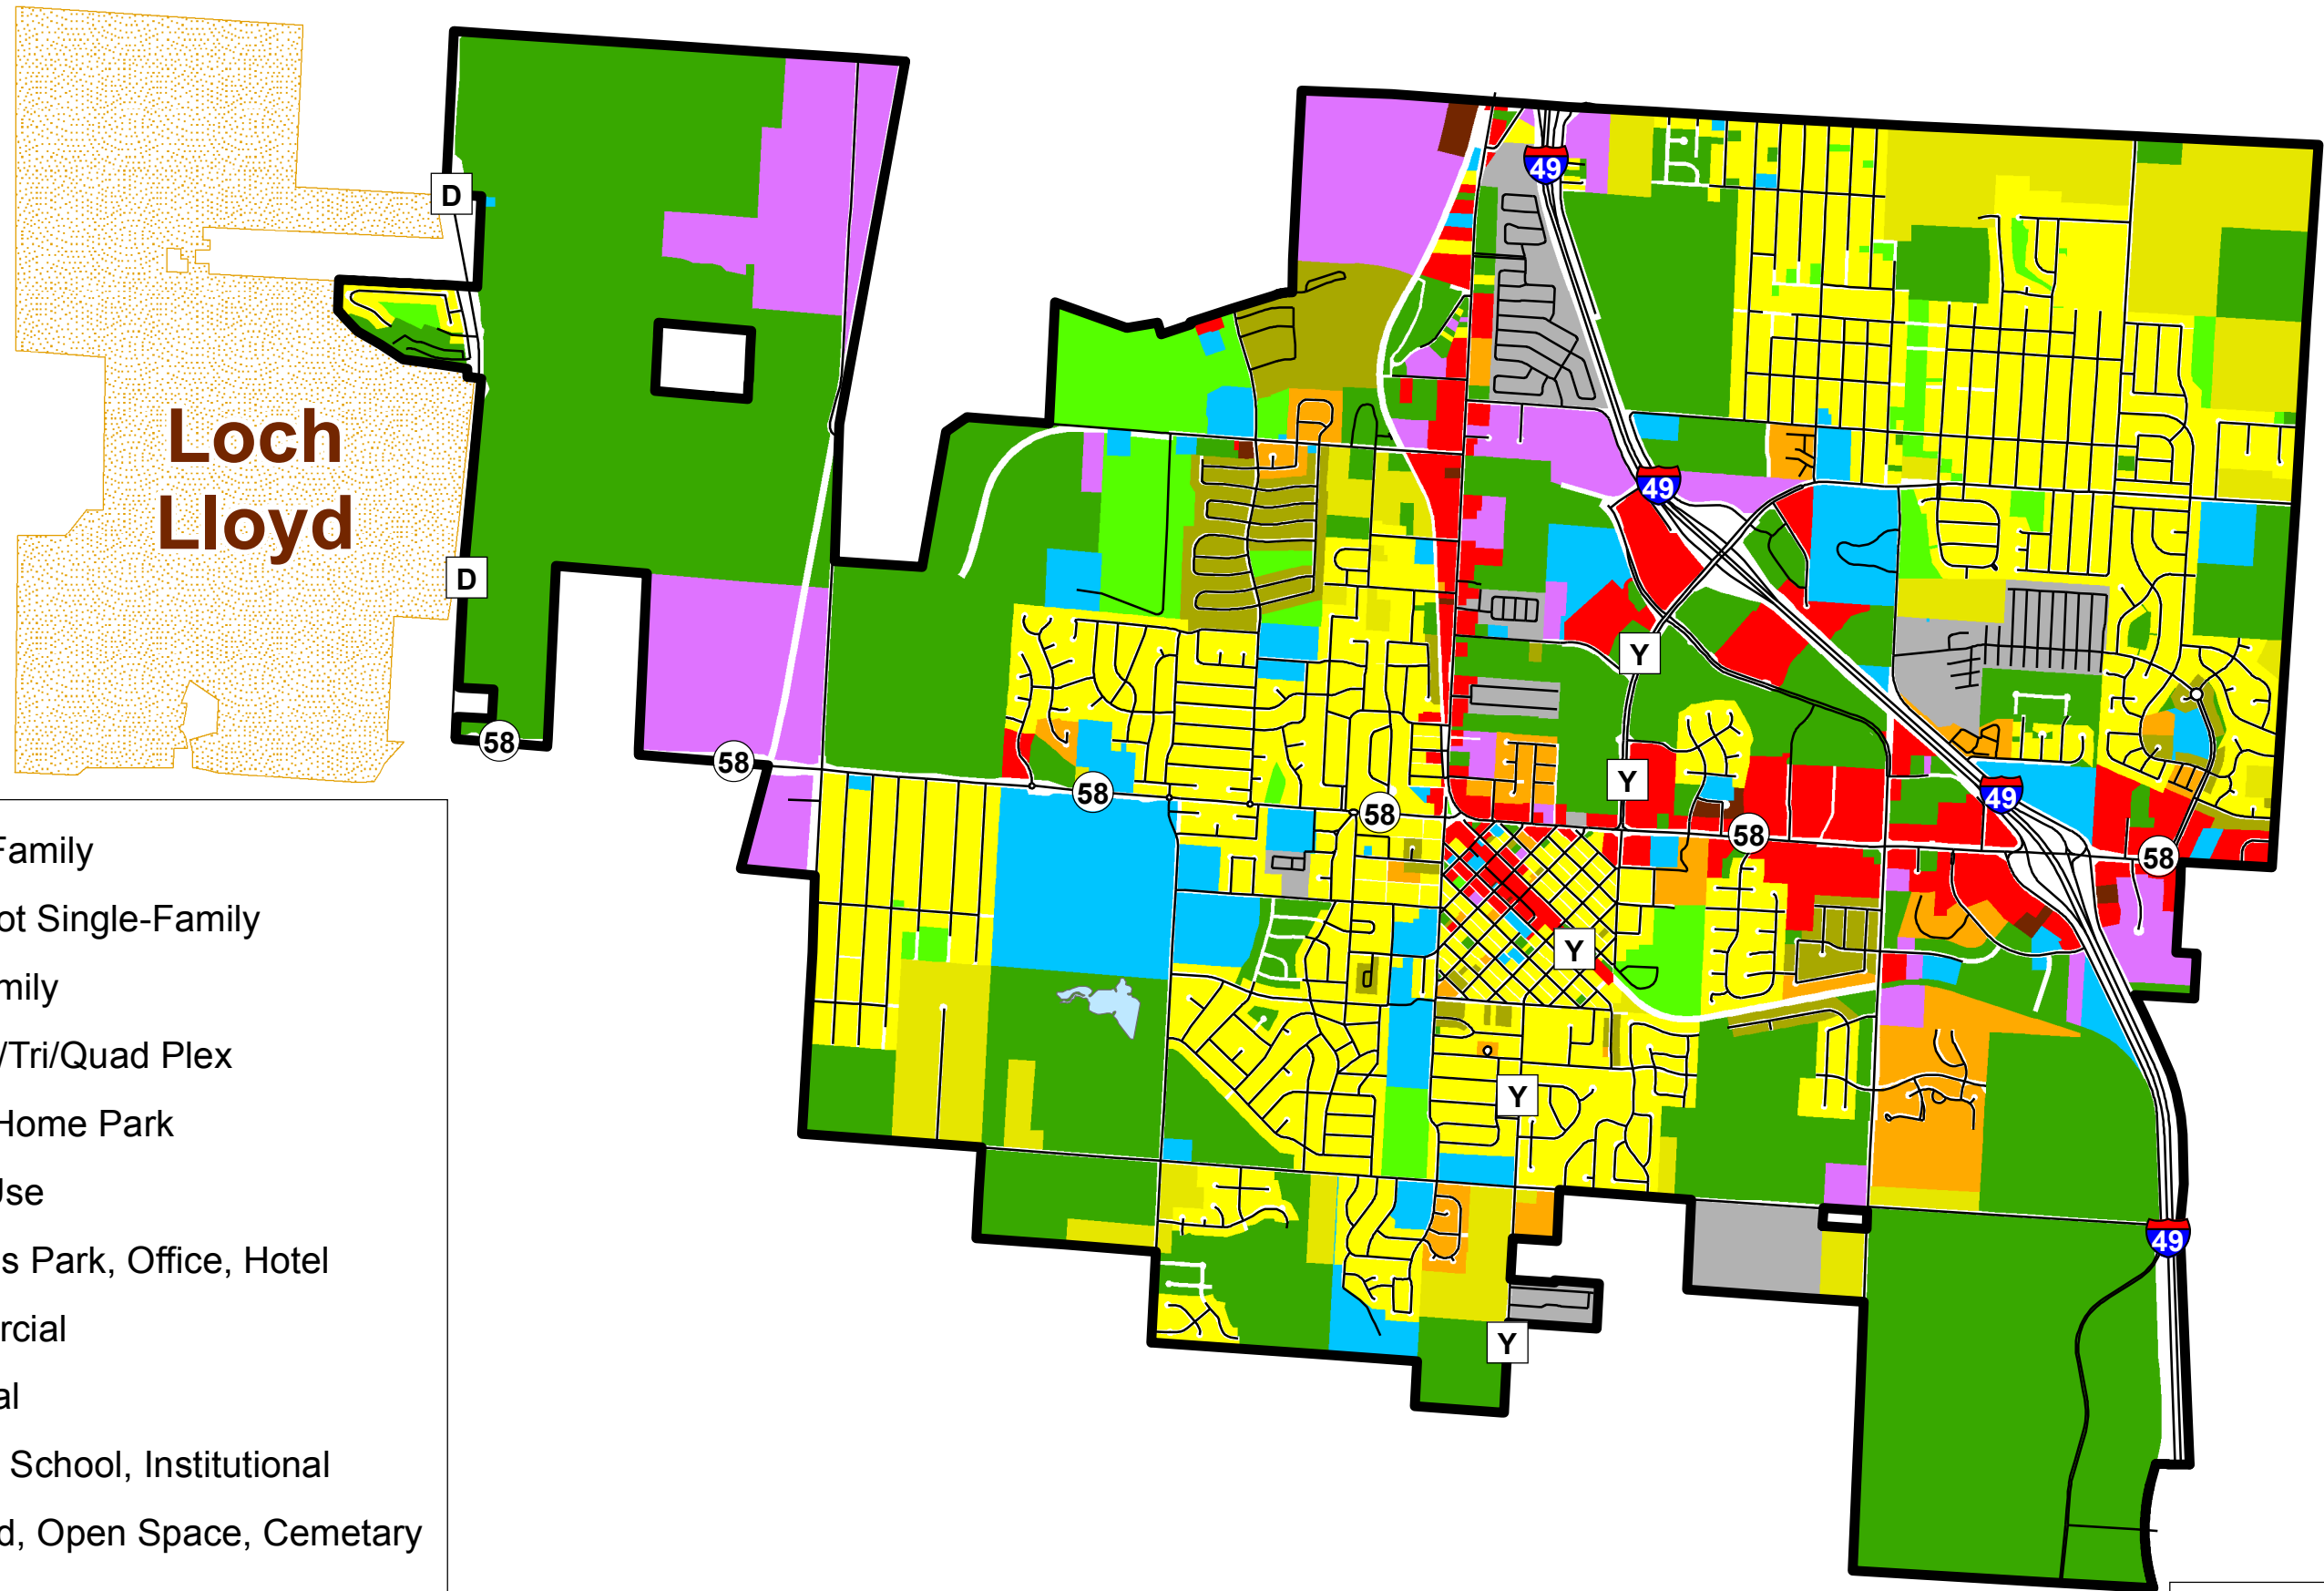 49
D
49
Loch
Lloyd
D
Y
58
58
Y
58
49
58
58
58
Y
Y
49
Y
Family
ot Single-Family
mily
/Tri/Quad Plex
Home Park
Use
s Park, Office, Hotel
rcial
al
School, Institutional
d, Open Space, Cemetary